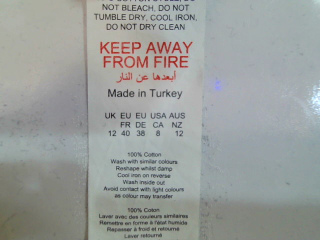 NOT BLEACH, DO NOT
TUMBLE DRY, COOL IRON,
DO NOT DRY CLEAN
KEEP AWAY
FROM FIRE
أبعدها عن النار
Made in Turkey
UK EU EU USA AUS
FR DE CA NZ
12 40 38 8 12
100% Cotton
Wash with similar colours
Reshape whilst damp
Cool iron on reverse
Wash inside out
Avoid contact with light colours
as colour may transfer
100% Coton
Laver avec des couleurs similaires
Remettre en forme à l'état humide
Repasser à froid et retourné
Laver retourné